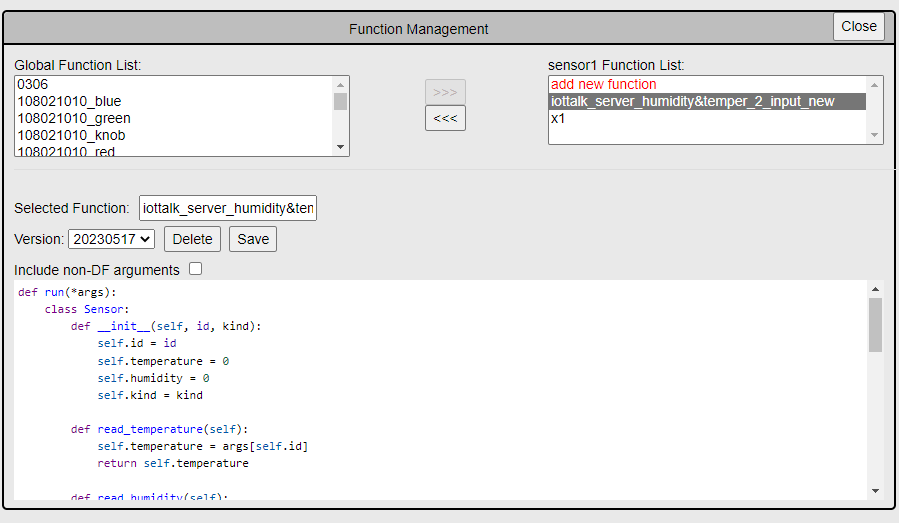 Function Management
Close
Global Function List:
0306
108021010_blue
108021010_green
108021010_knob
108021010_red
>>>
<<<
sensor1 Function List:
add new function
iottalk_server_humidity&temper_2_input_new
x1
Selected Function: iottalk_server_humidity&ten
Version: 20230517 Delete Save
Include non-DF arguments
def run(*args):
    class Sensor:
        def __init__(self, id, kind):
            self.id = id
            self.temperature = 0
            self.humidity = 0
            self.kind = kind
        def read_temperature(self):
            self.temperature = args[self.id]
            return self.temperature
        def read_humidity(self):